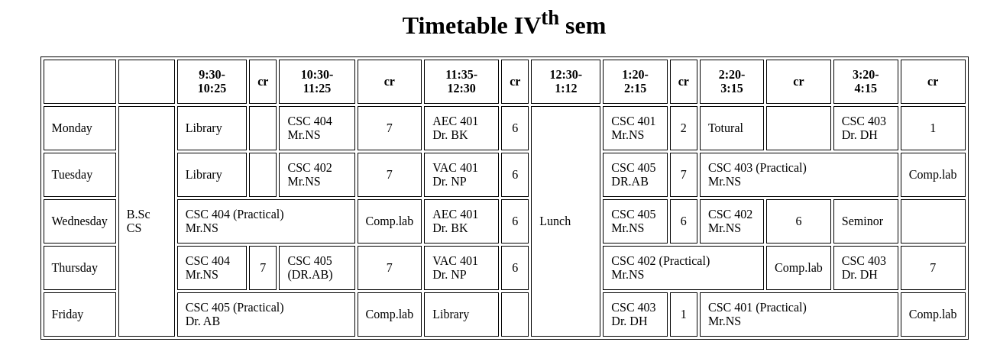 Timetable IVth sem
9:30-
10:25
cr
10:30-
11:25
cr
11:35-
12:30
cr
12:30-
1:12
1:20-
2:15
cr
2:20-
3:15
cr
3:20-
4:15
cr
Monday
B.Sc
CS
Library
CSC 404
Mr.NS
7
AEC 401
Dr. BK
6
Lunch
CSC 401
Mr.NS
2
Totural
CSC 403
Dr. DH
1
Tuesday
Library
CSC 402
Mr.NS
7
VAC 401
Dr. NP
6
CSC 405
DR.AB
7
CSC 403 (Practical)
Mr.NS
Comp.lab
Wednesday
CSC 404 (Practical)
Mr.NS
Comp.lab
AEC 401
Dr. BK
6
CSC 405
Mr.NS
6
CSC 402
Mr.NS
6
Seminor
Thursday
CSC 404
Mr.NS
7
CSC 405
(DR.AB)
7
VAC 401
Dr. NP
6
CSC 402 (Practical)
Mr.NS
Comp.lab
CSC 403
Dr. DH
7
Friday
CSC 405 (Practical)
Dr. AB
Comp.lab
Library
CSC 403
Dr. DH
1
CSC 401 (Practical)
Mr.NS
Comp.lab